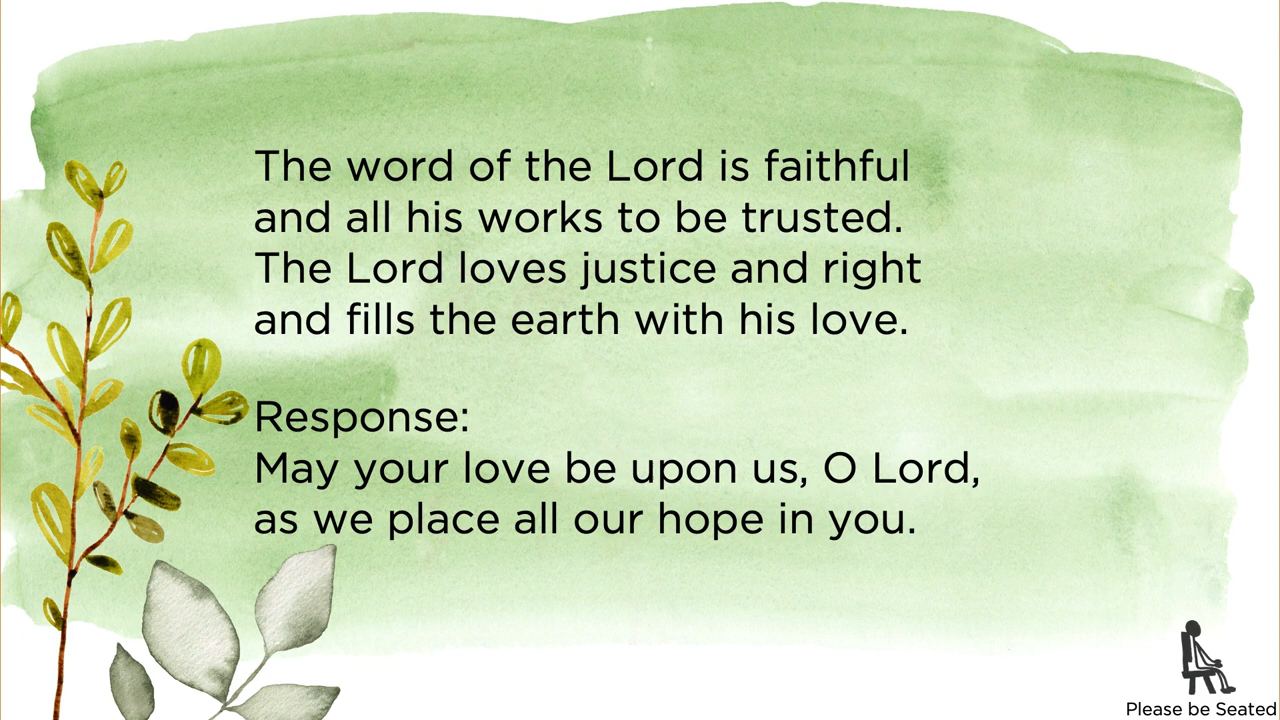 The word of the Lord is faithful
and all his works to be trusted.
The Lord loves justice and right
and fills the earth with his love.
Response:
May your love be upon us, O Lord,
as we place all our hope in you.
Please be Seated